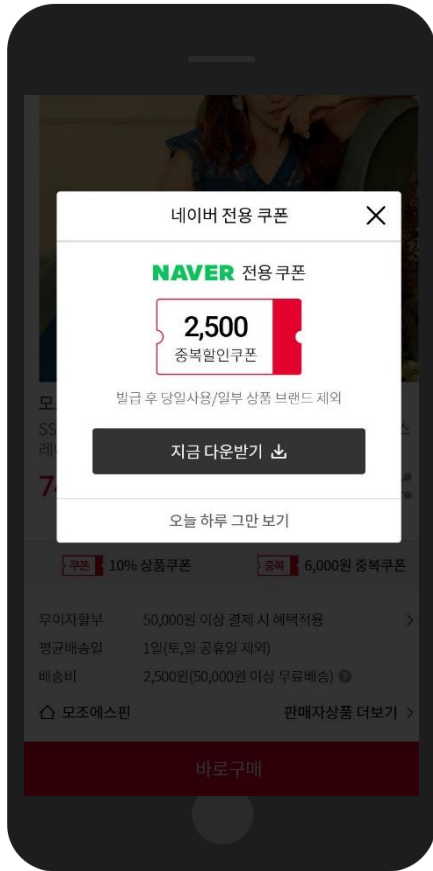 네이버 전용 쿠폰
NAVER 전용 쿠폰
2,500
중복할인쿠폰
발급 후 당일사용/일부 상품 브랜드 제외
지금 다운받기
오늘 하루 그만 보기
모
SS
스
레이
7
쿠폰 10% 상품쿠폰
중복 6,000원 중복쿠폰
무이자할부 50,000원 이상 결제 시 혜택적용
평균배송일 1일(토,일 공휴일 제외)
배송비 2,500원(50,000원 이상 무료배송)
모조에스핀 판매자상품 더보기
바로구매